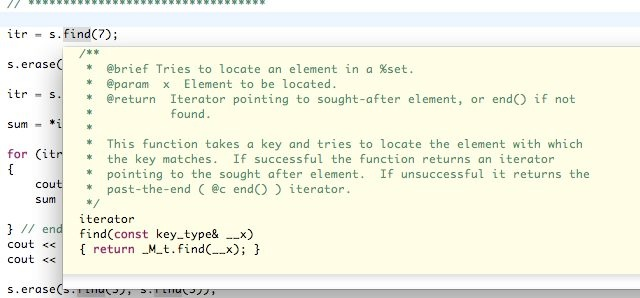 // **********************************
itr = s.find(7);
/**
* @brief Tries to locate an element in a %set.
s.erase(
* @param x Element to be located.
* @return Iterator pointing to sought-after element, or end() if not
itr = s.
* found.
*
sum = *i
* This function takes a key and tries to locate the element with which
for (itr
* the key matches. If successful the function returns an iterator
{
* pointing to the sought after element. If unsuccessful it returns the
cout
* past-the-end ( @c end() ) iterator.
sum
*/
iterator
} // end
find(const key_type& __x)
cout <<
{ return _M_t.find(__x); }
cout <<
s.erase(s.find(3), s.find(9));